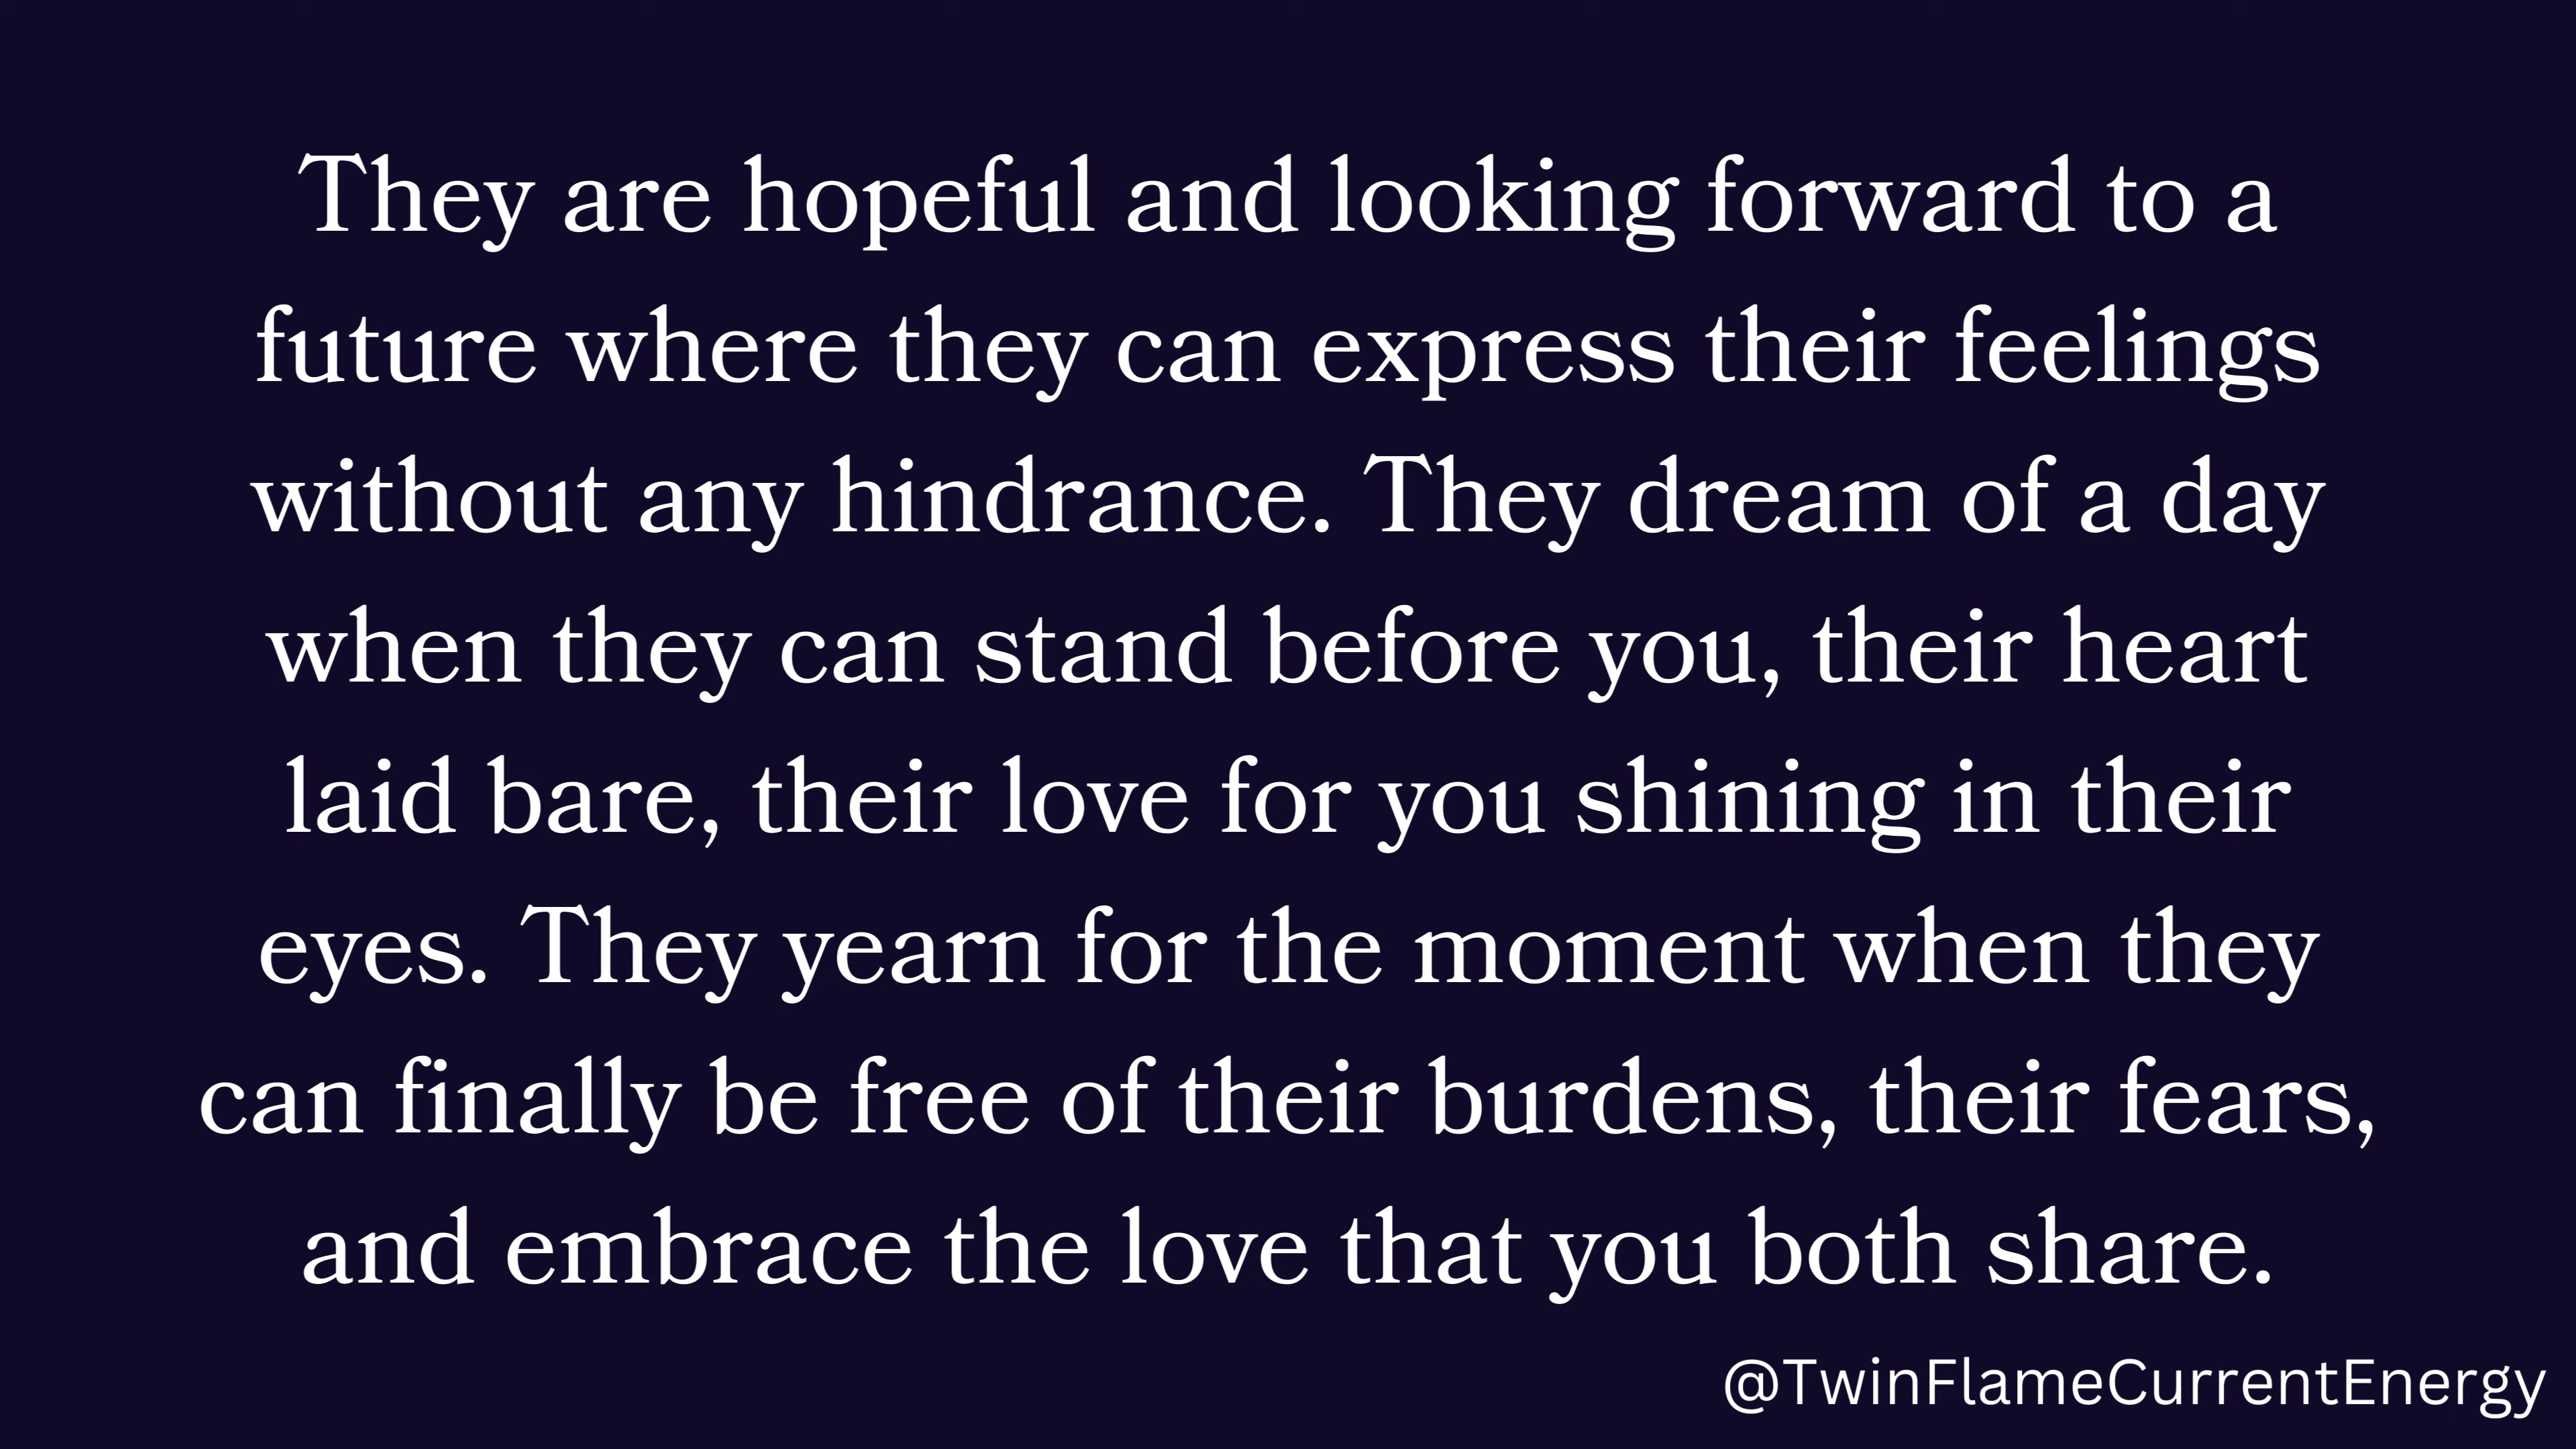 They are hopeful and looking forward to a
future where they can express their feelings
without any hindrance. They dream of a day
when they can stand before you, their heart
laid bare, their love for you shining in their
eyes. They yearn for the moment when they
can finally be free of their burdens, their fears,
and embrace the love that you both share.
@TwinFlameCurrentEnergy